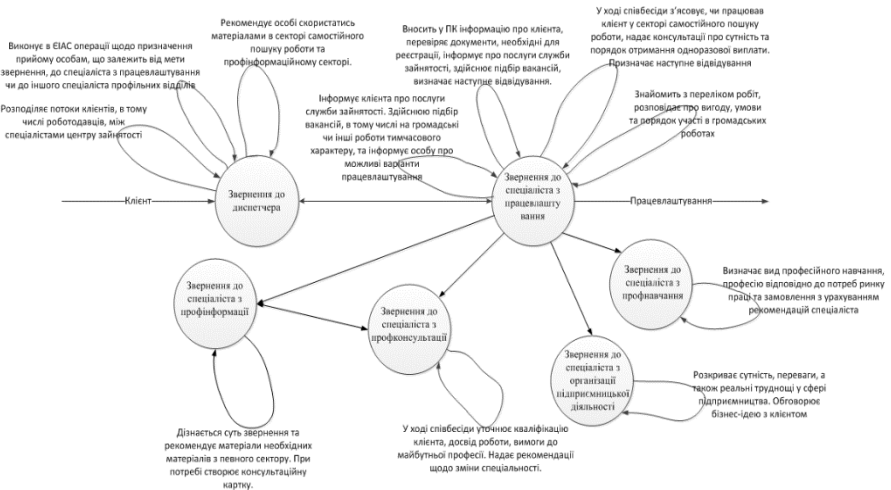 Виконує в ЄІАС операції щодо призначення
прийому особам, що залежить від мети
звернення, до спеціаліста з працевлаштування
чи до іншого спеціаліста профільних відділів
Розподіляє потоки клієнтів, в тому
числі роботодавців, між
спеціалістами центру зайнятості
Рекомендує особі скористатись
матеріалами в секторі самостійного
пошуку роботи та
профінформаційному секторі.
Вносить у ПК інформацію про клієнта,
перевіряє документи, необхідні для
реєстрації, інформує про послуги служби
зайнятості, здійснює підбір вакансій,
визначає наступне відвідування.
Інформує клієнта про послуги
служби зайнятості. Здійснюю підбір
вакансій, в тому числі на громадські
чи інші роботи тимчасового
характеру, та інформує особу про
можливі варіанти
працевлаштування
У ході співбесіди з’ясовує, чи працював
клієнт у секторі самостійного пошуку
роботи, надає консультації про сутність та
порядок отримання одноразової виплати.
Призначає наступне відвідування
Знайомить з переліком робіт,
розповідає про вигоду, умови
та порядок участі в громадських
роботах
Клієнт
Звернення до
диспетчера
Звернення до
спеціаліста з
працевлашту
вання
Працевлаштування
Звернення до
спеціаліста з
профінформації
Звернення до
спеціаліста з
профконсультації
Звернення до
спеціаліста з
профнавчання
Визначає вид професійного навчання,
професію відповідно до потреб ринку
праці та замовлення з урахуванням
рекомендацій спеціаліста
Звернення до
спеціаліста з
організації
підприємницької
діяльності
Розкриває сутність, переваги, а
також реальні труднощі у сфері
підприємництва. Обговорює
бізнес-ідею з клієнтом
Дізнається суть звернення та
рекомендує матеріали необхідних
матеріалів з певного сектору. При
потребі створює консультаційну
картку.
У ході співбесіди уточнює кваліфікацію
клієнта, досвід роботи, вимоги до
майбутньої професії. Надає рекомендації
щодо зміни спеціальності.